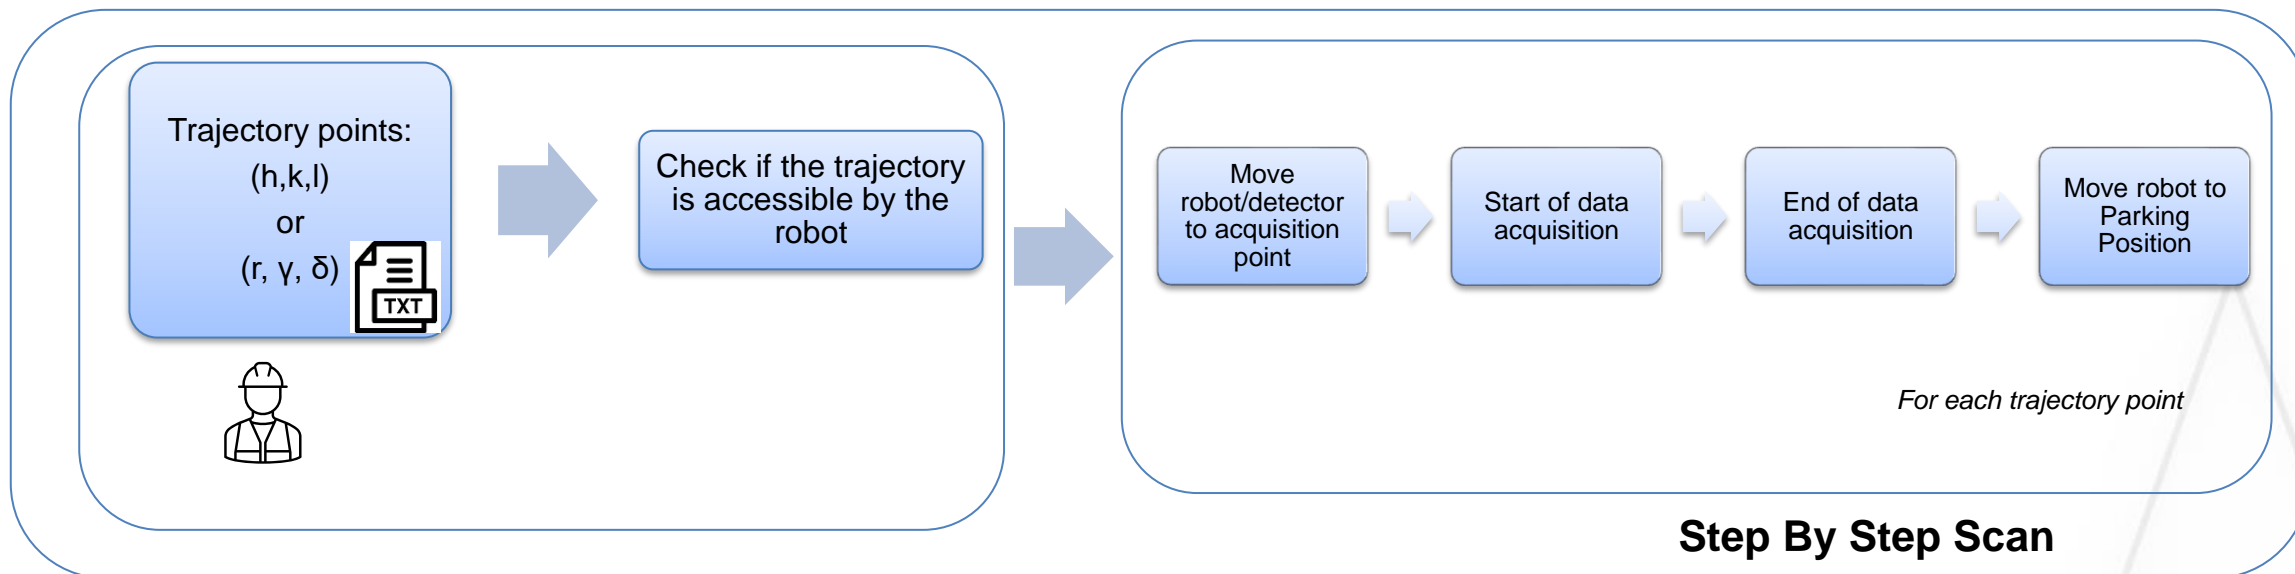 Trajectory points:
(h,k,l)
or
(r, γ, δ)
TXT
Check if the trajectory
is accessible by the
robot
Move
robot/detector
to acquisition
point
Start of data
acquisition
End of data
acquisition
Move robot to
Parking
Position
For each trajectory point
Step By Step Scan